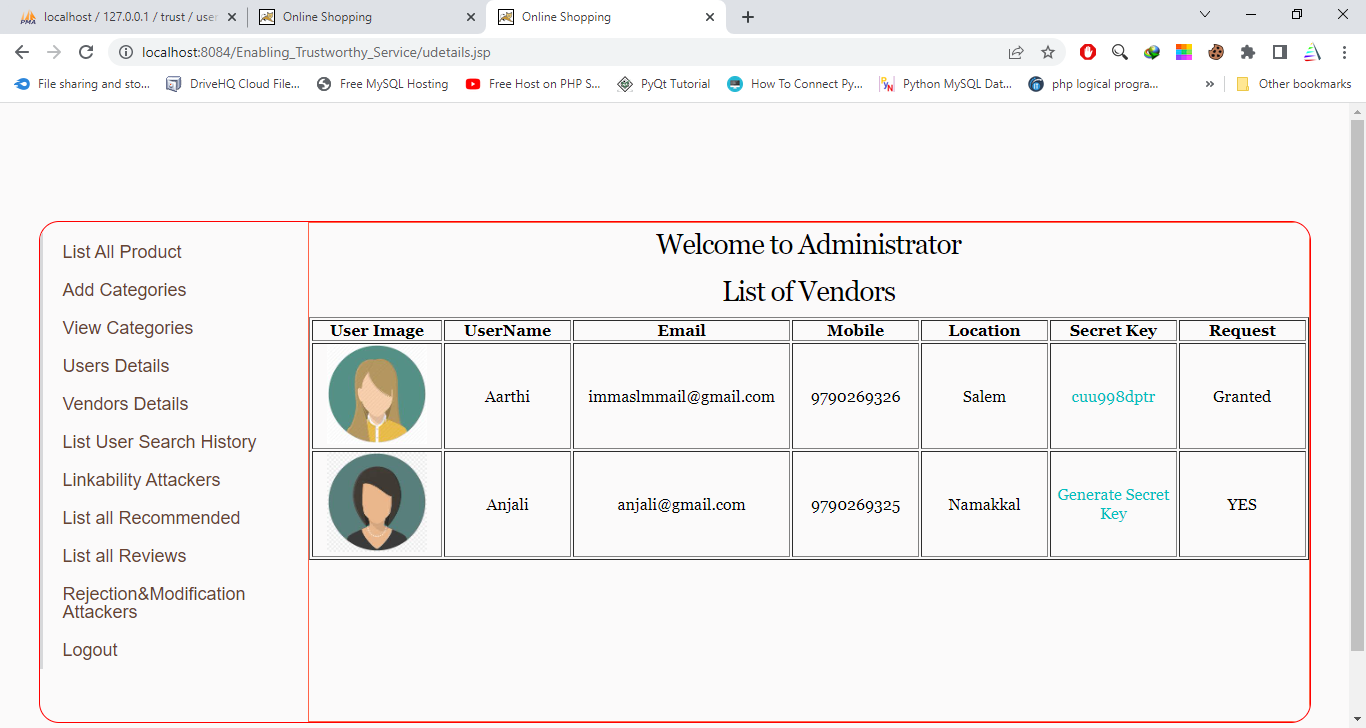 localhost / 127.0.0.1 / trust / user
Online Shopping
Online Shopping
localhost:8084/Enabling_Trustworthy_Service/udetails.jsp
File sharing and sto...
DriveHQ Cloud File...
Free MySQL Hosting
Free Host on PHP S...
PyQt Tutorial
How To Connect Py...
Python MySQL Dat...
php logical progra...
»
Other bookmarks
List All Product
Add Categories
View Categories
Users Details
Vendors Details
List User Search History
Linkability Attackers
List all Recommended
List all Reviews
Rejection&Modification
Attackers
Logout
Welcome to Administrator
List of Vendors
User Image UserName Email Mobile Location Secret Key Request
Aarthi immaslmmail@gmail.com 9790269326 Salem cuu998dptr Granted
Anjali anjali@gmail.com 9790269325 Namakkal Generate Secret Key YES